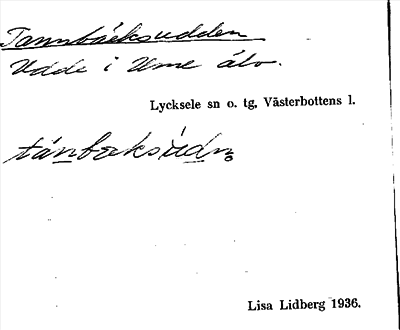 Tannbäcksudden
Udde i Ume älv.
Lycksele sn o. tg, Västerbottens l.
Lisa Lidberg 1936.